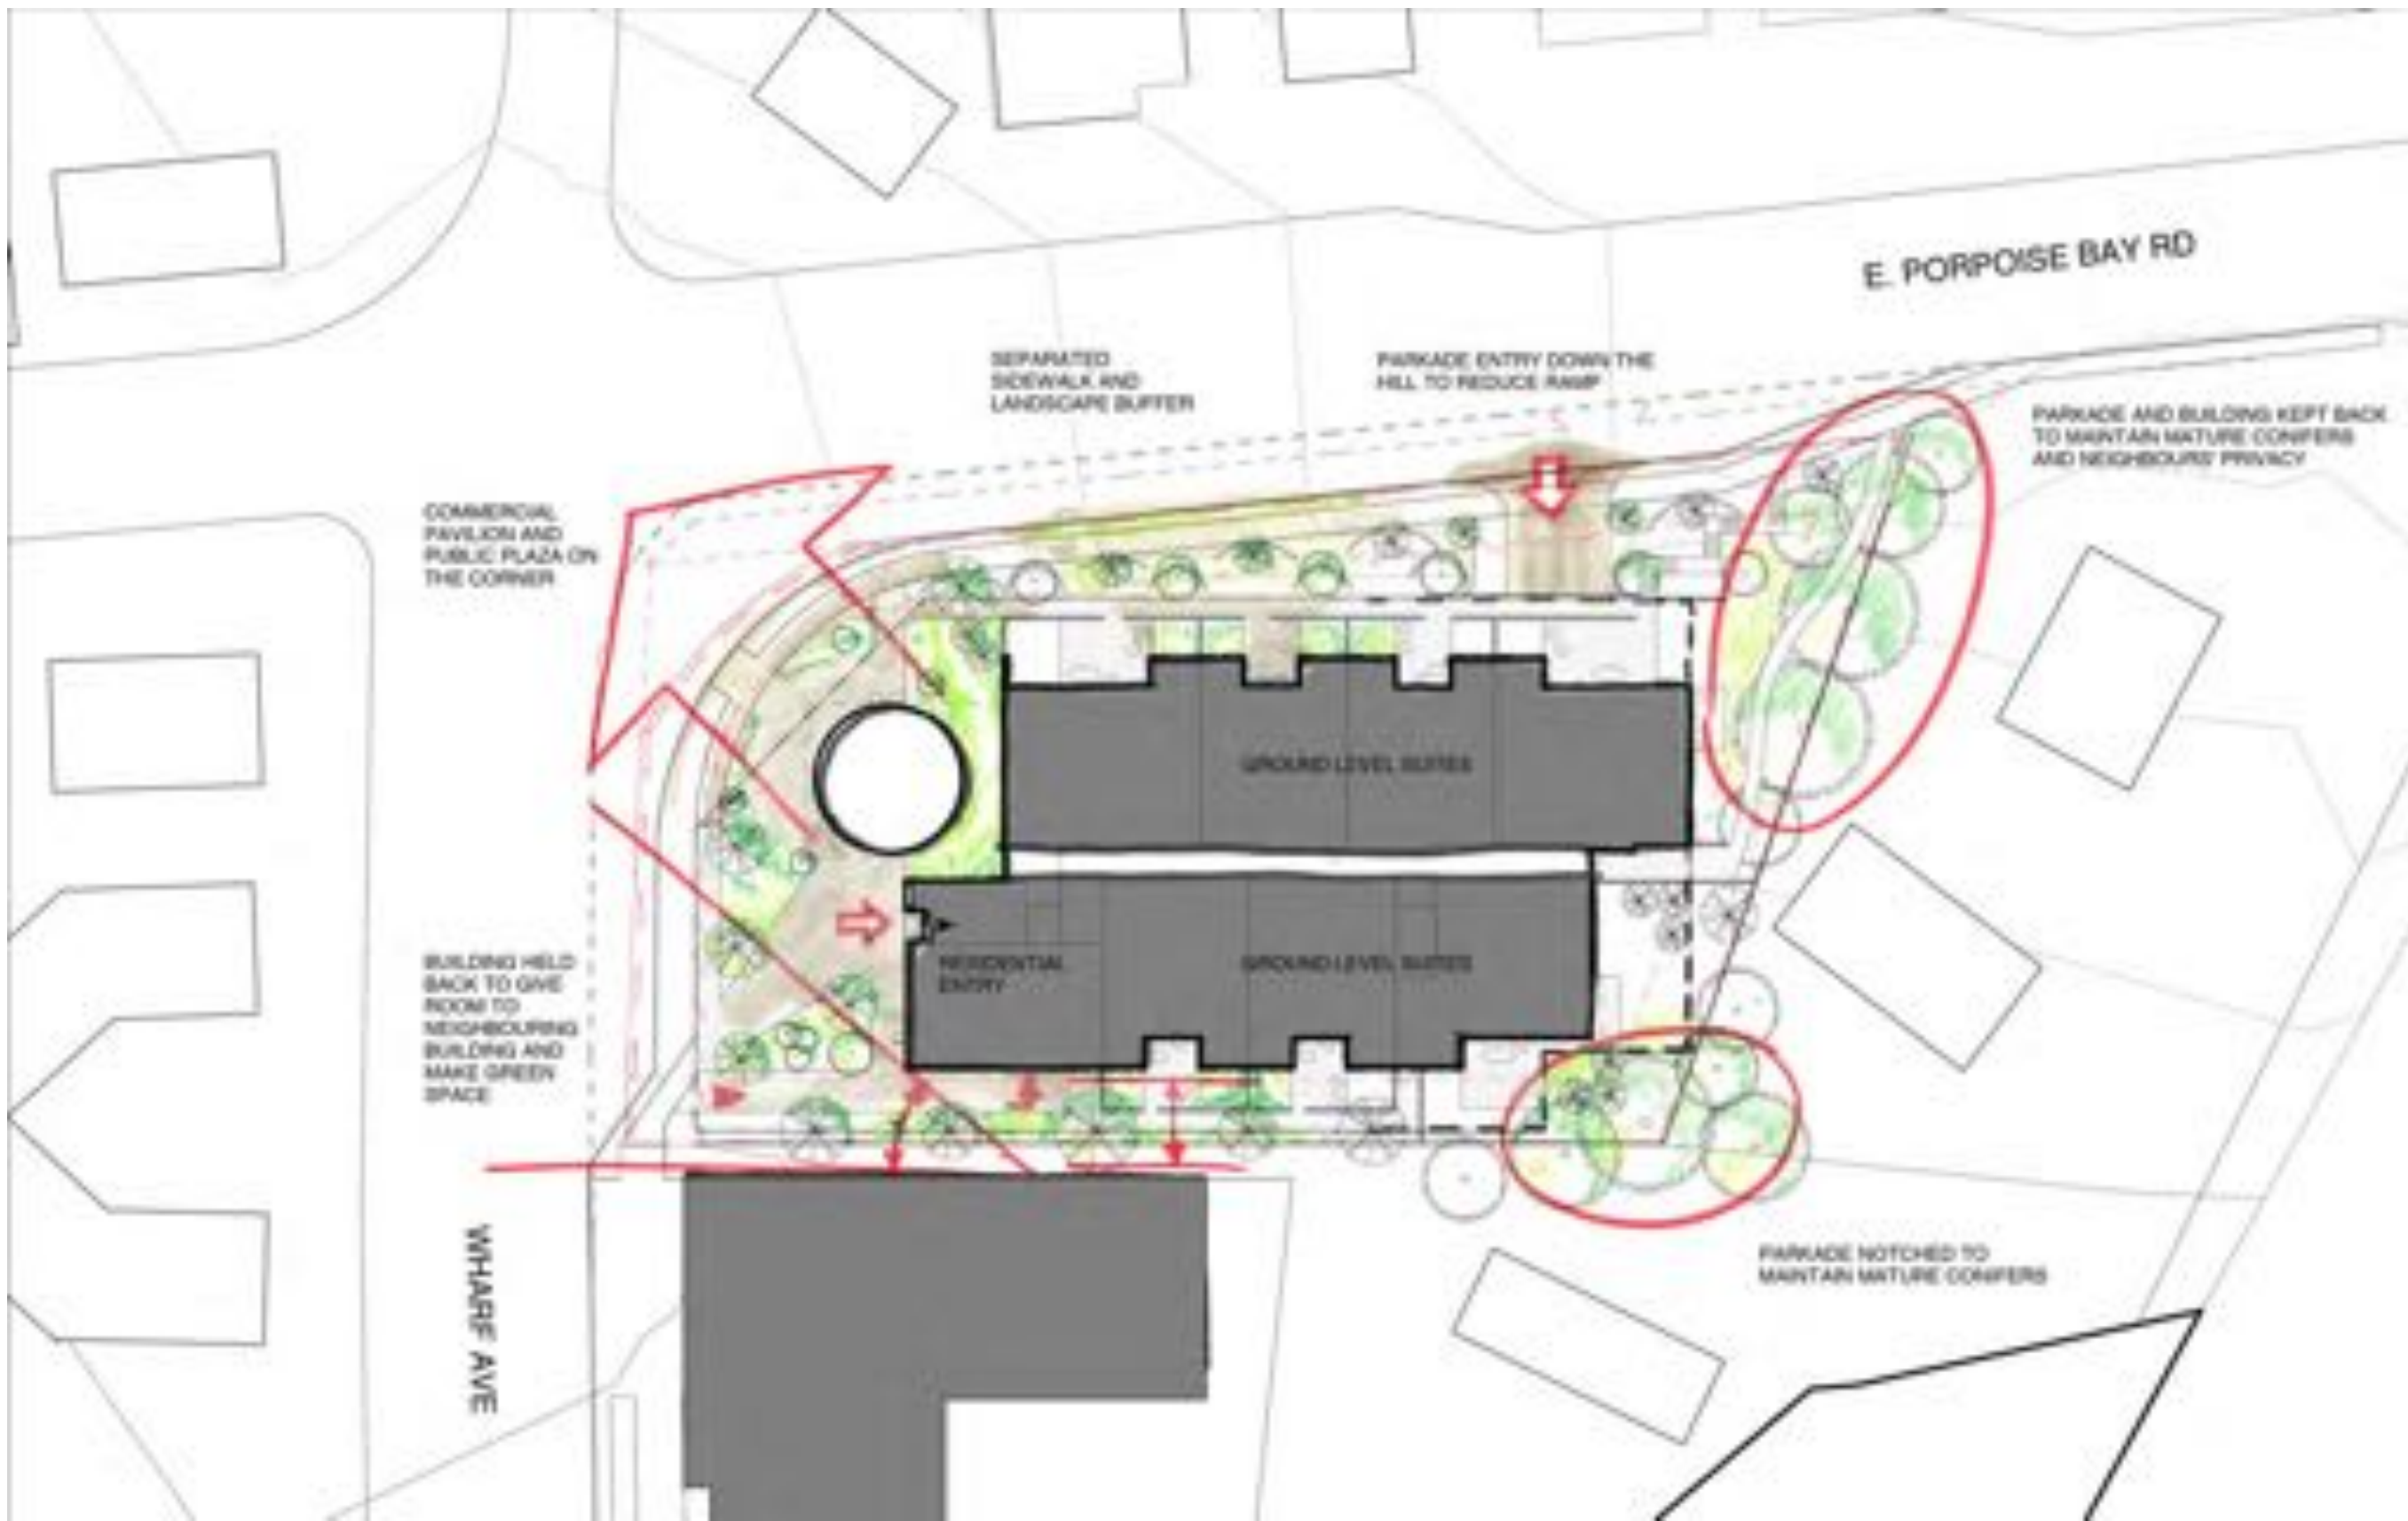 E. PORPOISE BAY RD
SEPARATED
SIDEWALK AND
LANDSCAPE BUFFER
PARKADE ENTRY DOWN THE
HILL TO REDUCE RAMP
PARKADE AND BUILDING KEPT BACK
TO MAINTAIN MATURE CONIFERS
AND NEIGHBOURS' PRIVACY
COMMERCIAL
PAVILION AND
PUBLIC PLAZA ON
THE CORNER
GROUND LEVEL SUITES
BUILDING HELD
BACK TO GIVE
ROOM TO
NEIGHBOURING
BUILDING AND
MAKE GREEN
SPACE
RESIDENTIAL
ENTRY
GROUND LEVEL SUITES
WHARF AVE
PARKADE NOTCHED TO
MAINTAIN MATURE CONIFERS